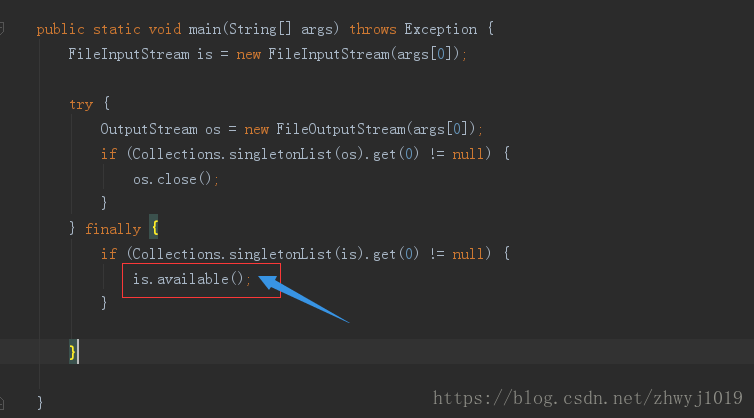 public static void main(String[] args) throws Exception {
    FileInputStream is = new FileInputStream(args[0]);
    try {
        OutputStream os = new FileOutputStream(args[0]);
        if (Collections.singletonList(os).get(0) != null) {
            os.close();
        }
    } finally {
        if (Collections.singletonList(is).get(0) != null) {
            is.available();
        }
    }
}
https://blog.csdn.net/zhwyj1019